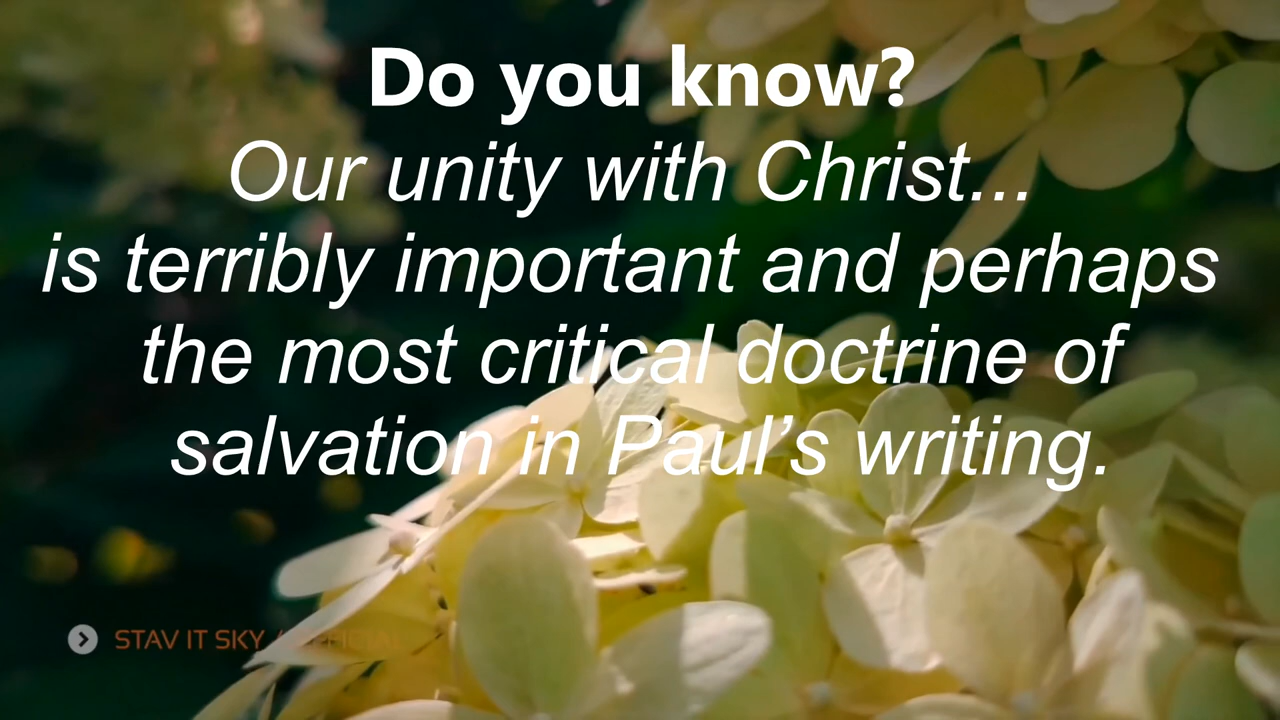 Do you know?
Our unity with Christ...
is terribly important and perhaps
the most critical doctrine of
salvation in Paul’s writing.
STAV IT SKY / OFFICIAL